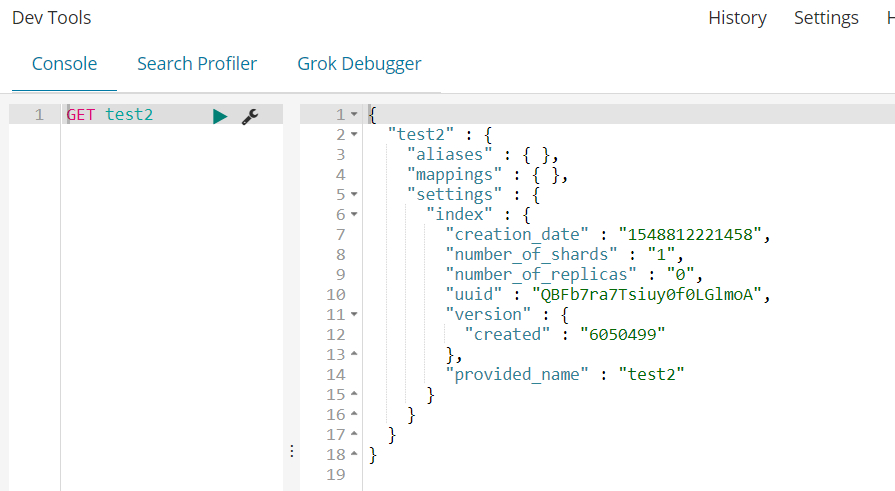 Dev Tools
History Settings H
Console Search Profiler Grok Debugger
1 GET test2
1 {
2 "test2" : {
3 "aliases" : { },
4 "mappings" : { },
5 "settings" : {
6 "index" : {
7 "creation_date" : "1548812221458",
8 "number_of_shards" : "1",
9 "number_of_replicas" : "0",
10 "uuid" : "QBFb7ra7Tsiuy0f0LGlmoA",
11 "version" : {
12 "created" : "6050499"
13 },
14 "provided_name" : "test2"
15 }
16 }
17 }
18 }
19